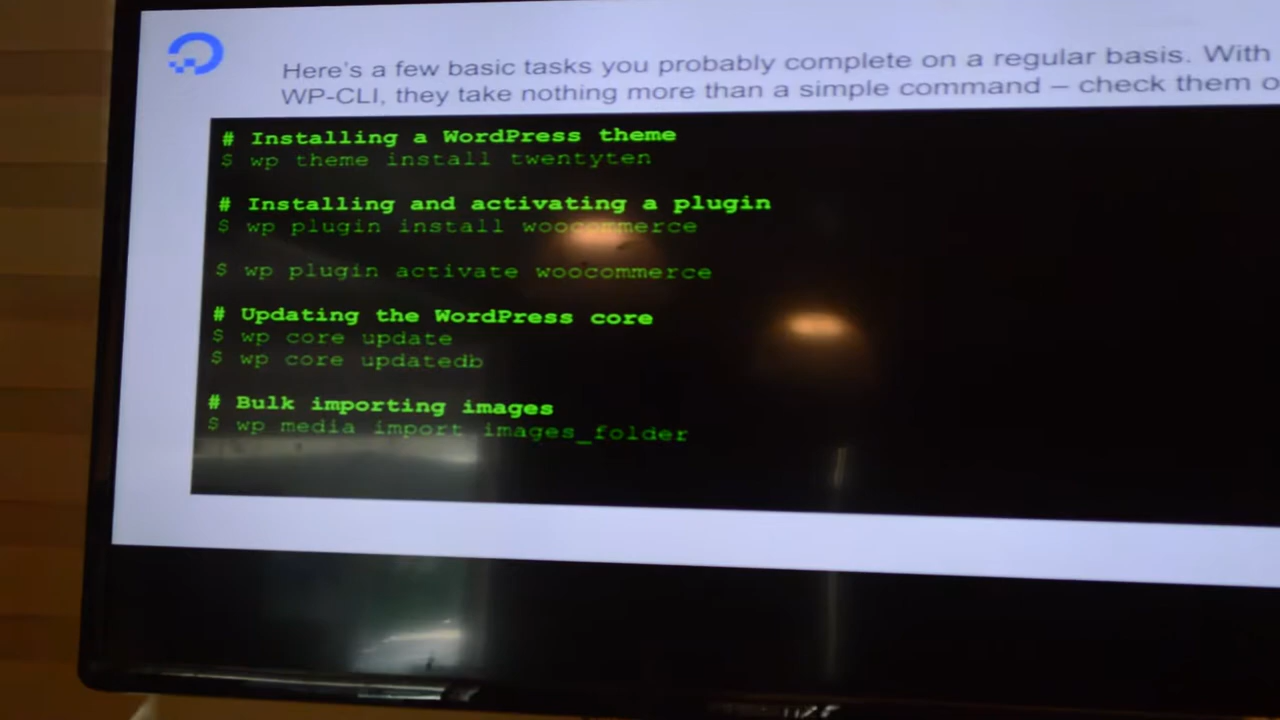 Here's a few basic tasks you probably complete on a regular basis. With
WP-CLI, they take nothing more than a simple command – check them
# Installing a WordPress theme
$ wp theme install twentyten
# Installing and activating a plugin
$ wp plugin install woocommerce
$ wp plugin activate woocommerce
# Updating the WordPress core
$ wp core update
$ wp core updatedb
# Bulk importing images
$ wp media import images_folder